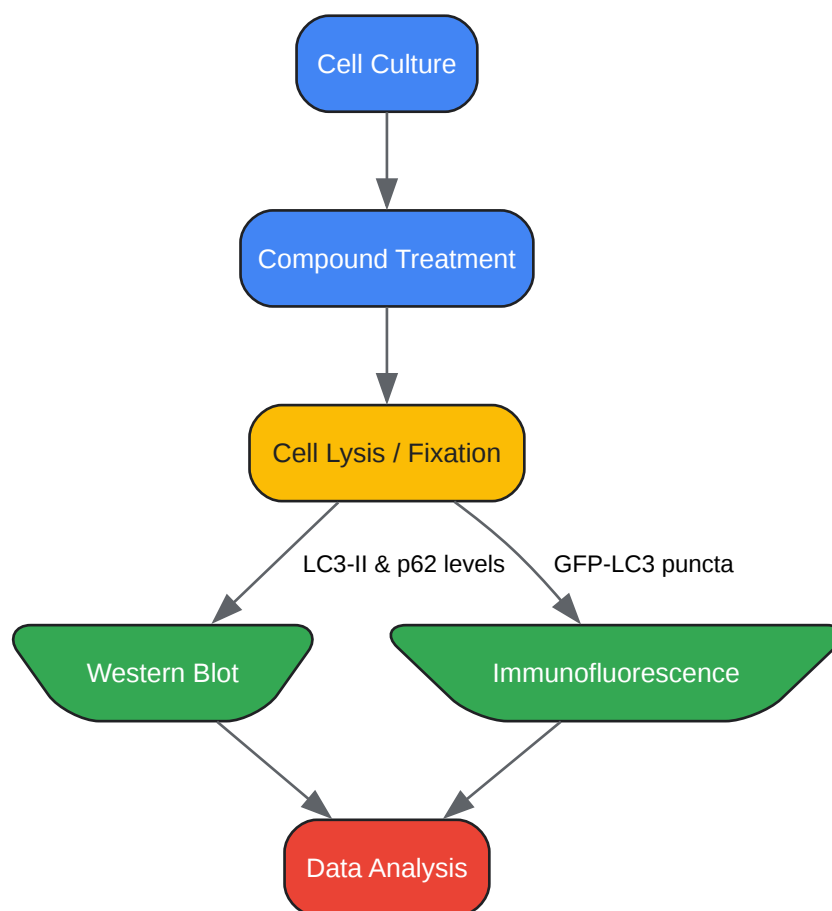 Cell Culture
Compound Treatment
Cell Lysis / Fixation
LC3-II & p62 levels
GFP-LC3 puncta
Western Blot
Immunofluorescence
Data Analysis